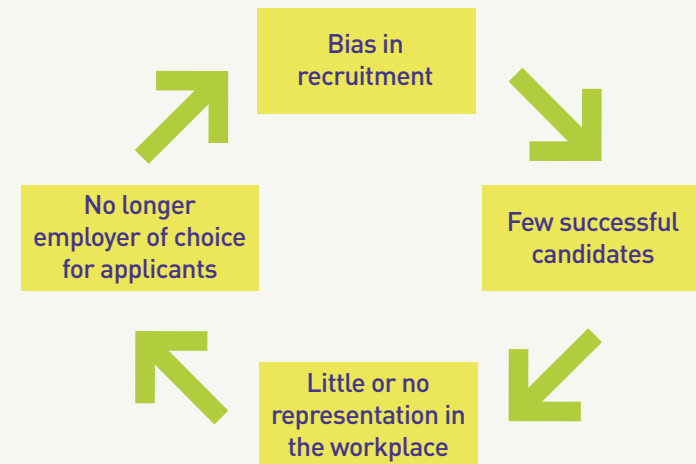 Bias in
recruitment
Few successful
candidates
Little or no
representation in
the workplace
No longer
employer of choice
for applicants